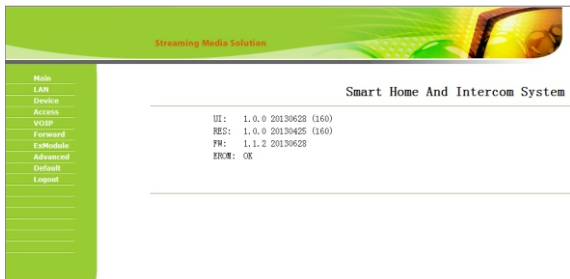 Streaming Media Solution
Main
LAN
Device
Access
VOIP
Forward
ExModule
Advanced
Default
Logout
Smart Home And Intercom System
UI: 1.0.0 20130628 (160)
RES: 1.0.0 20130425 (160)
FW: 1.1.2 20130628
EROM: OK